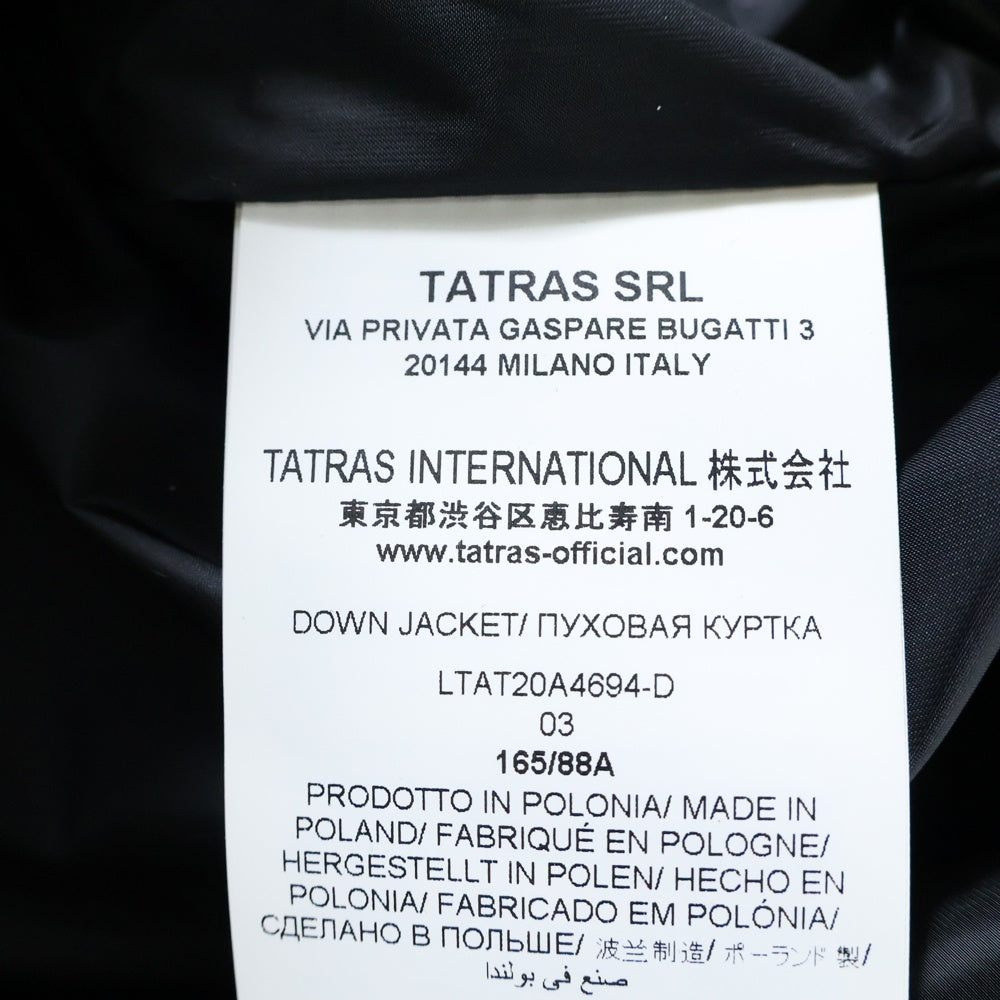 TATRAS SRL
VIA PRIVATA GASPARE BUGATTI 3
20144 MILANO ITALY
TATRAS INTERNATIONAL 株式会社
東京都渋谷区恵比寿南 1-20-6
www.tatras-official.com
DOWN JACKET/ ПУХОВАЯ КУРТКА
LTAT20A4694-D
03
165/88A
PRODOTTO IN POLONIA/ MADE IN
POLAND/ FABRIQUÉ EN POLOGNE/
HERGESTELLT IN POLEN/ HECHO EN
POLONIA/ FABRICADO EM POLÓNIA/
СДЕЛАНО В ПОЛЬШЕ/ 波兰制造/ ポーランド 製/
صنع في بولندا